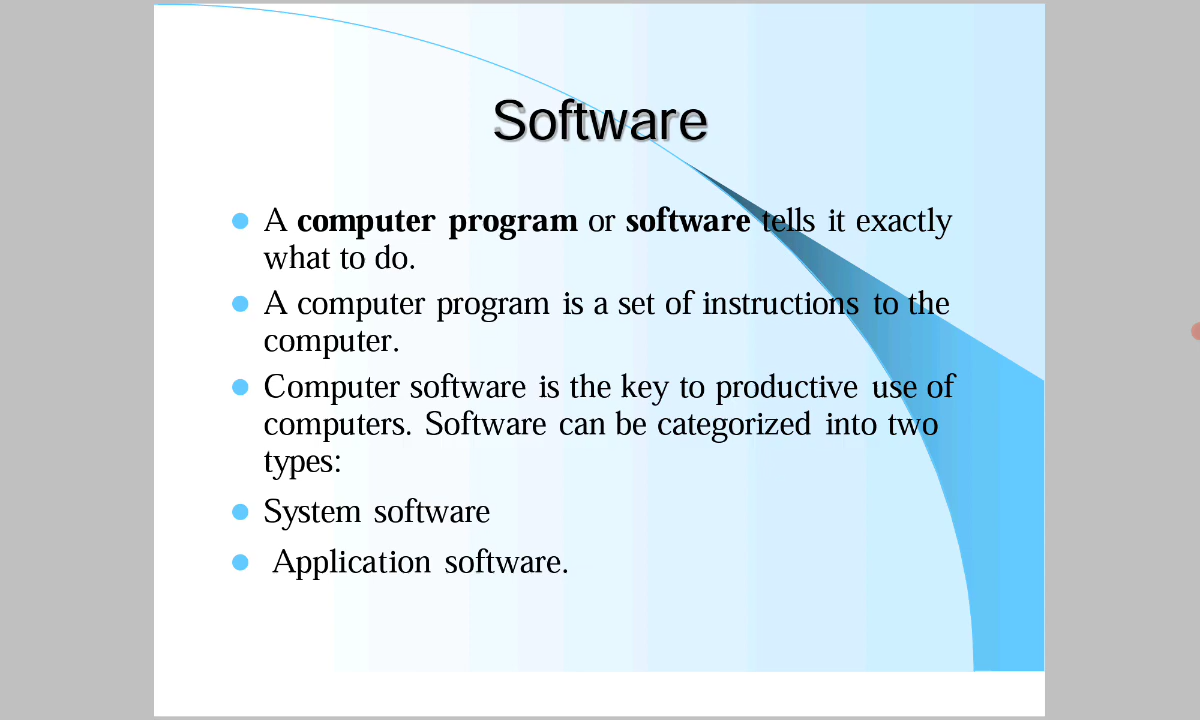 Software
A computer program or software tells it exactly
what to do.
A computer program is a set of instructions to the
computer.
Computer software is the key to productive use of
computers. Software can be categorized into two
types:
System software
Application software.